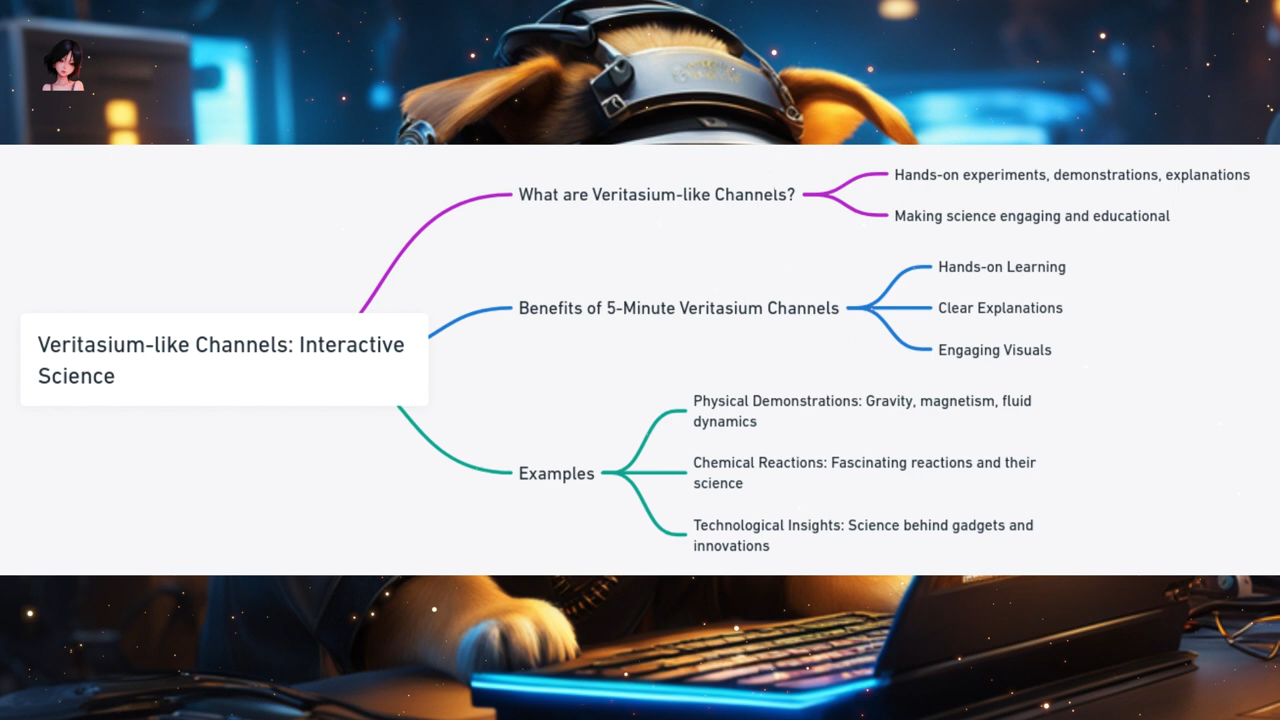 What are Veritasium-like Channels?
Hands-on experiments, demonstrations, explanations
Making science engaging and educational
Veritasium-like Channels: Interactive
Science
Benefits of 5-Minute Veritasium Channels
Hands-on Learning
Clear Explanations
Engaging Visuals
Examples
Physical Demonstrations: Gravity, magnetism, fluid
dynamics
Chemical Reactions: Fascinating reactions and their
science
Technological Insights: Science behind gadgets and
innovations